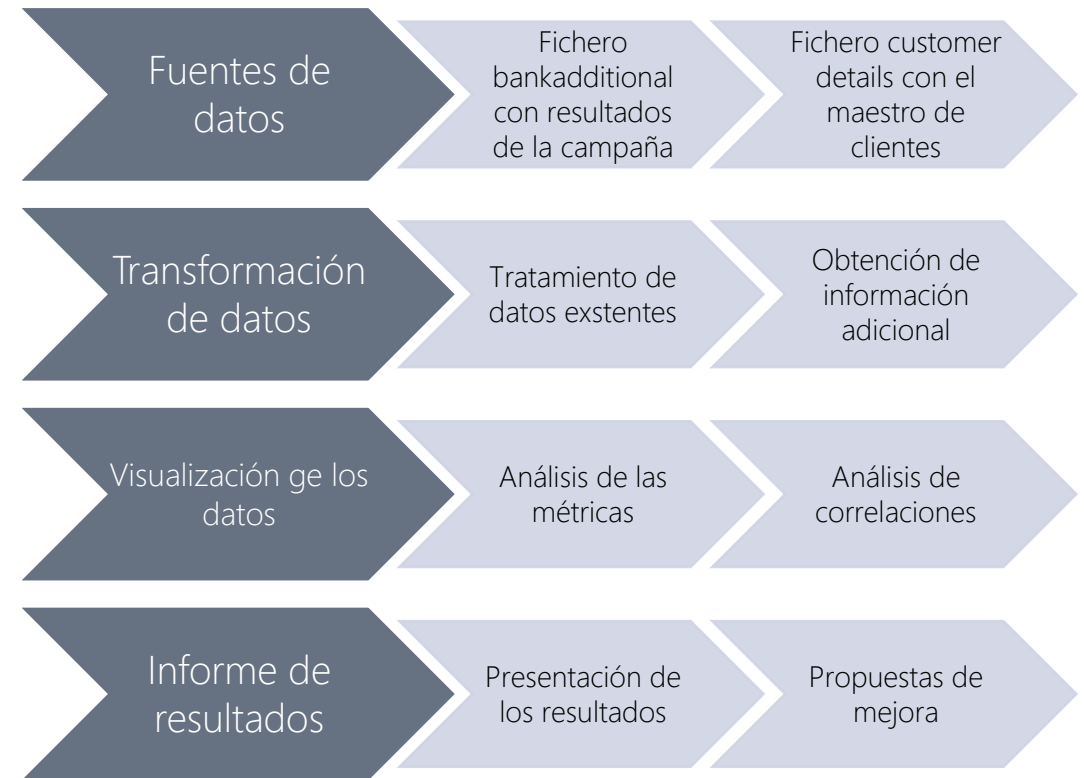 Fuentes de
datos
Fichero
bankadditional
con resultados
de la campaña
Fichero customer
details con el
maestro de
clientes
Transformación
de datos
Tratamiento de
datos exstentes
Obtención de
información
adicional
Visualización ge los
datos
Análisis de las
métricas
Análisis de
correlaciones
Informe de
resultados
Presentación de
los resultados
Propuestas de
mejora